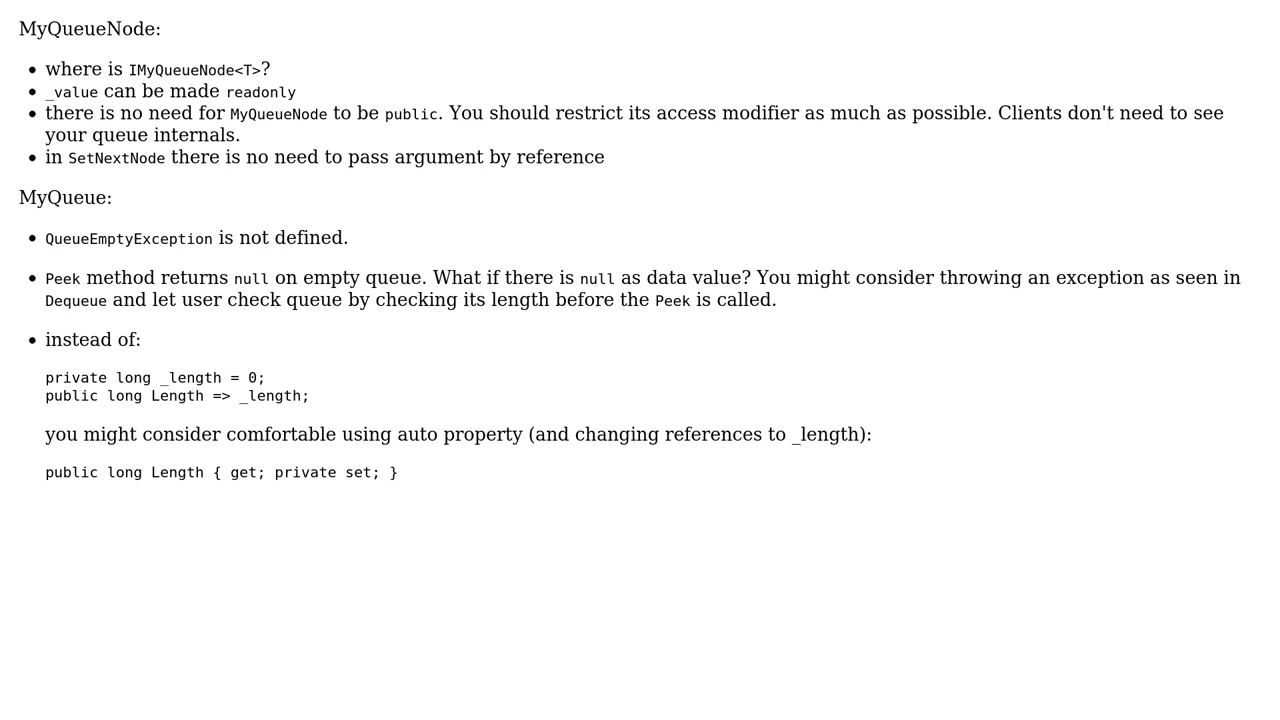 MyQueueNode:
where is IMyQueueNode<T>?
_value can be made readonly
there is no need for MyQueueNode to be public. You should restrict its access modifier as much as possible. Clients don't need to see
your queue internals.
in SetNextNode there is no need to pass argument by reference
MyQueue:
QueueEmptyException is not defined.
Peek method returns null on empty queue. What if there is null as data value? You might consider throwing an exception as seen in
Dequeue and let user check queue by checking its length before the Peek is called.
instead of:
private long _length = 0;
public long Length => _length;
you might consider comfortable using auto property (and changing references to _length):
public long Length { get; private set; }